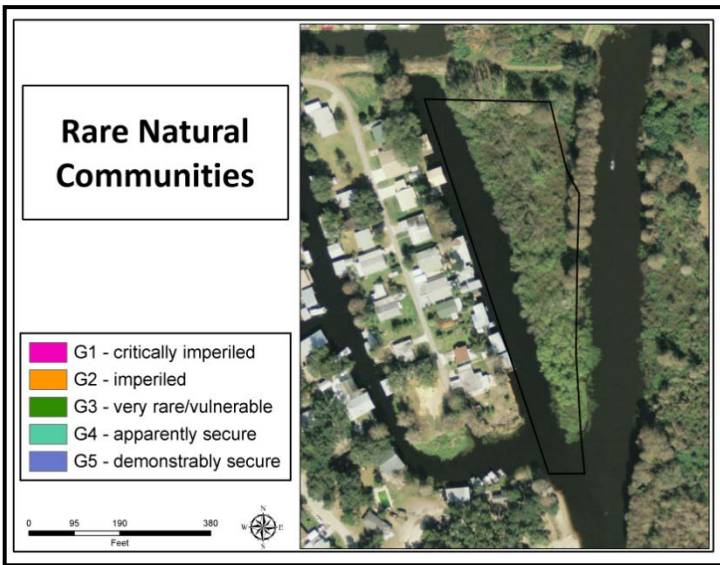 Rare Natural
Communities
G1 - critically imperiled
G2 - imperiled
G3 - very rare/vulnerable
G4 - apparently secure
G5 - demonstrably secure
0 95 190 380
Feet
N
W E
S